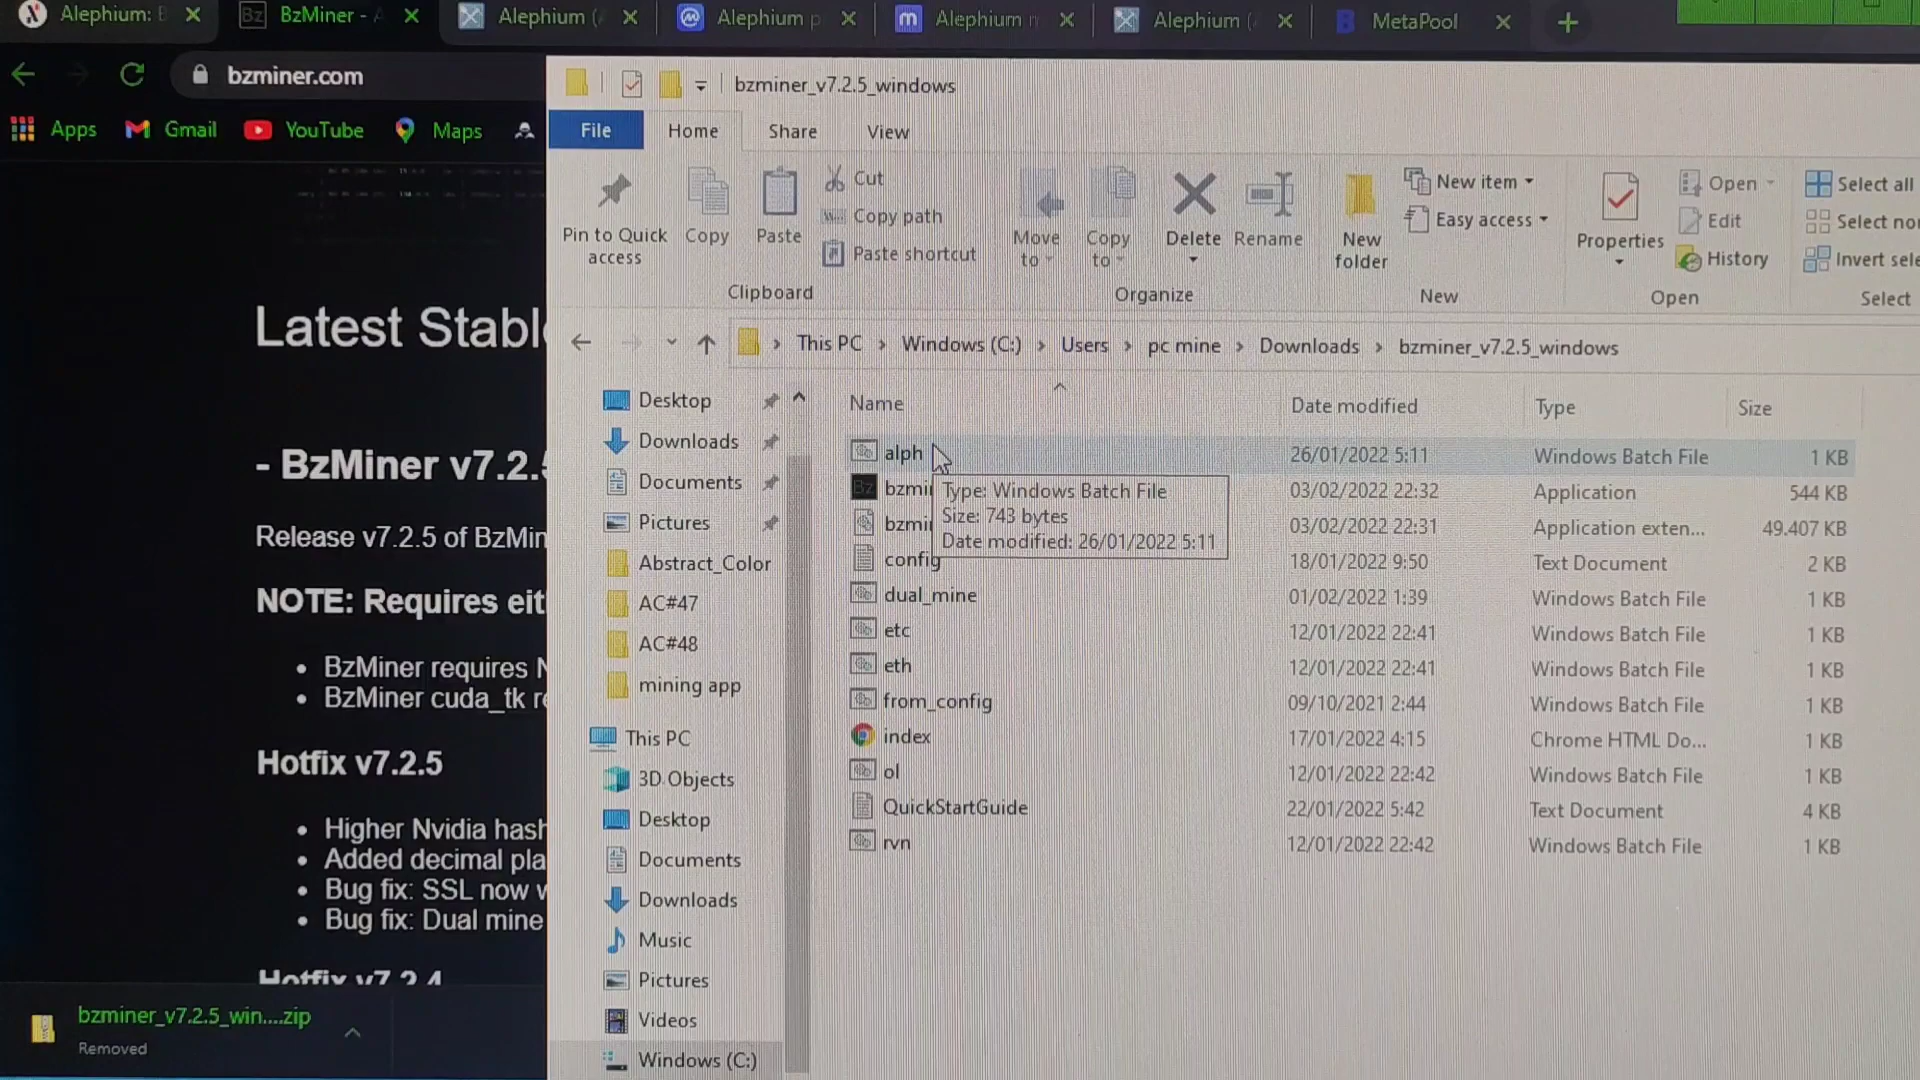 Alephium: B
BzMiner - A
Alephium (
Alephium p
Alephium n
Alephium (
MetaPool
bzminer.com
Apps
Gmail
YouTube
Maps
Latest Stable
- BzMiner v7.2.5
Release v7.2.5 of BzMin
NOTE: Requires eit
• BzMiner requires N
• BzMiner cuda_tk re
Hotfix v7.2.5
• Higher Nvidia hash
• Added decimal pla
• Bug fix: SSL now w
• Bug fix: Dual mine
Hotfix v7.2.4
bzminer_v7.2.5_win....zip
Removed
bzminer_v7.2.5_windows
File
Home
Share
View
Pin to Quick
access
Copy
Paste
Cut
Copy path
Paste shortcut
Clipboard
Move
to
Copy
to
Delete
Rename
Organize
New
folder
New item
Easy access
New
Properties
Open
Edit
History
Open
Select all
Select no
Invert sele
Select
This PC > Windows (C:) > Users > pc mine > Downloads > bzminer_v7.2.5_windows
Desktop
Downloads
Documents
Pictures
Abstract_Color
AC#47
AC#48
mining app
This PC
3D Objects
Desktop
Documents
Downloads
Music
Pictures
Videos
Windows (C:)
Name Date modified Type Size
alph 26/01/2022 5:11 Windows Batch File 1 KB
bzmi 03/02/2022 22:32 Application 544 KB
bzmi 03/02/2022 22:31 Application exten... 49.407 KB
config 18/01/2022 9:50 Text Document 2 KB
dual_mine 01/02/2022 1:39 Windows Batch File 1 KB
etc 12/01/2022 22:41 Windows Batch File 1 KB
eth 12/01/2022 22:41 Windows Batch File 1 KB
from_config 09/10/2021 2:44 Windows Batch File 1 KB
index 17/01/2022 4:15 Chrome HTML Do... 1 KB
ol 12/01/2022 22:42 Windows Batch File 1 KB
QuickStartGuide 22/01/2022 5:42 Text Document 4 KB
rvn 12/01/2022 22:42 Windows Batch File 1 KB
Type: Windows Batch File
Size: 743 bytes
Date modified: 26/01/2022 5:11